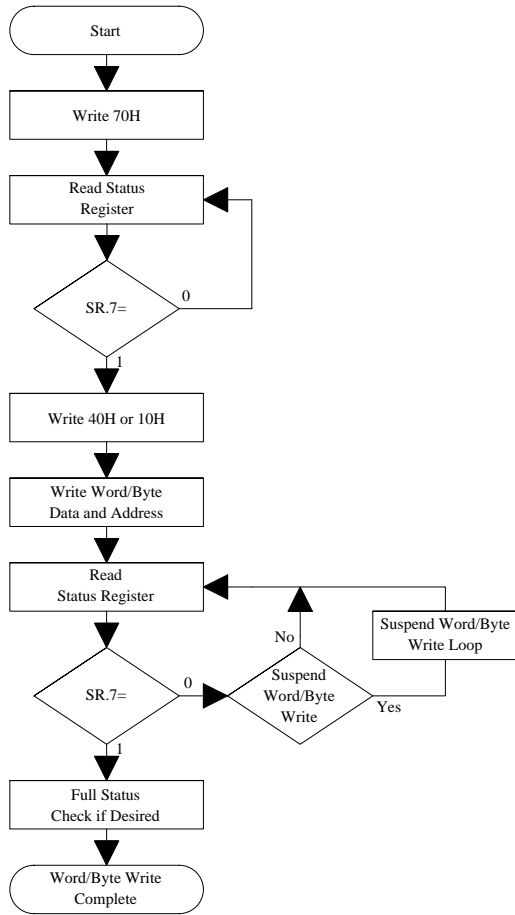 Start
Write 70H
Read Status
Register
SR.7=
0
1
Write 40H or 10H
Write Word/Byte
Data and Address
Read
Status Register
SR.7=
0
1
Suspend
Word/Byte
Write
No
Yes
Suspend Word/Byte
Write Loop
Full Status
Check if Desired
Word/Byte Write
Complete